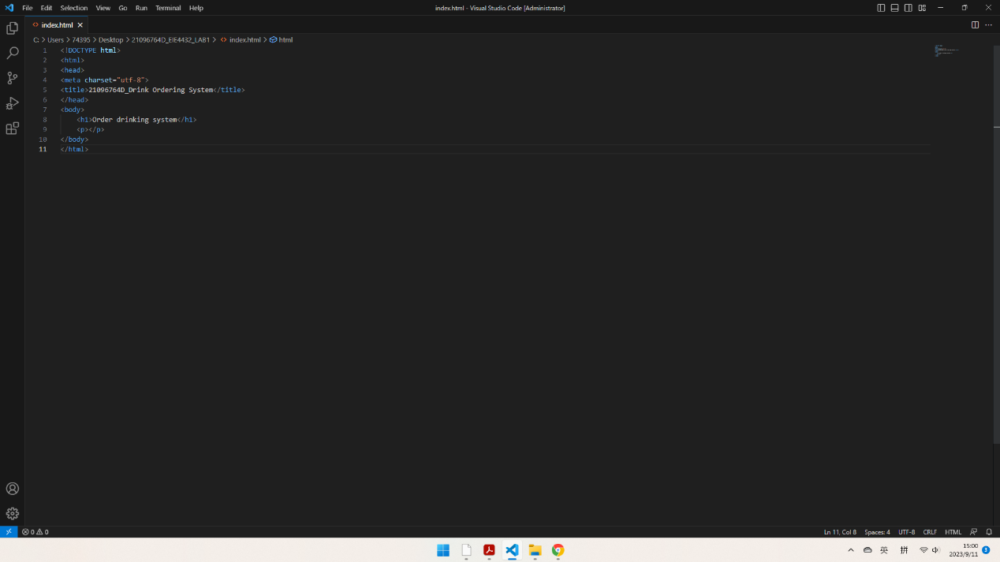 File Edit Selection View Go Run Terminal Help
index.html - Visual Studio Code [Administrator]
index.html
C: > Users > 74395 > Desktop > 21096764D_EIE4432_LAB1 > index.html > html
1 <!DOCTYPE html>
2 <html>
3 <head>
4 <meta charset="utf-8">
5 <title>21096764D_Drink Ordering System</title>
6 </head>
7 <body>
8 <h1>Order drinking system</h1>
9 <p></p>
10 </body>
11 </html>
0 0
Ln 11, Col 8 Spaces: 4 UTF-8 CRLF HTML
英 拼
15:00
2023/9/11
3